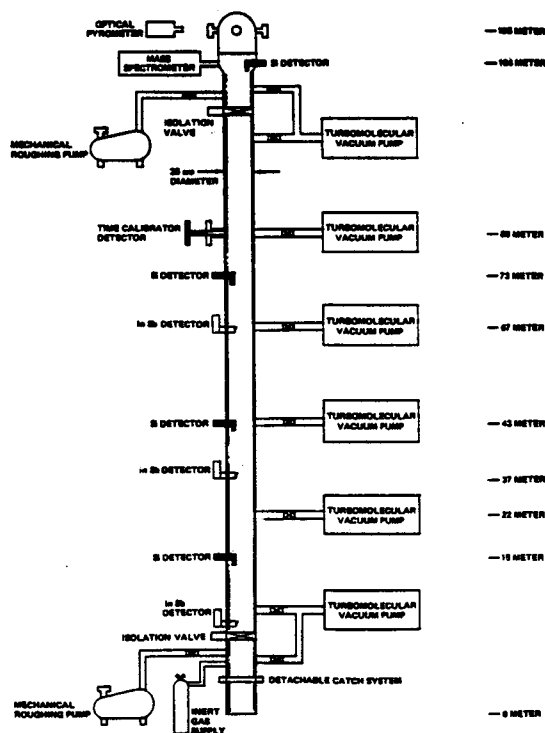 OPTICAL
PYROMETER
— 105 METER
MASS
SPECTROMETER
Si DETECTOR
— 104 METER
ISOLATION
VALVE
MECHANICAL
ROUGHING PUMP
TURBOMOLECULAR
VACUUM PUMP
DIAMETER
TIME CALIBRATOR
DETECTOR
TURBOMOLECULAR
VACUUM PUMP
METER
Si DETECTOR
— 73 METER
In Sb DETECTOR
TURBOMOLECULAR
VACUUM PUMP
— 67 METER
Si DETECTOR
TURBOMOLECULAR
VACUUM PUMP
— 43 METER
In Sb DETECTOR
— 37 METER
TURBOMOLECULAR
VACUUM PUMP
— 22 METER
Si DETECTOR
— 15 METER
In Sb
DETECTOR
TURBOMOLECULAR
VACUUM PUMP
ISOLATION VALVE
DETACHABLE CATCH SYSTEM
MECHANICAL
ROUGHING PUMP
INERT
GAS
SUPPLY
— 0 METER